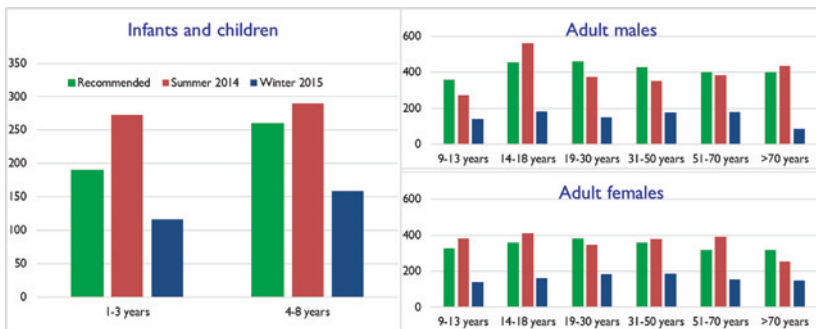 Infants and children
350
300
250
200
150
100
50
0
Recommended Summer 2014 Winter 2015
1-3 years 4-8 years
Adult males
600
400
200
0
9-13 years 14-18 years 19-30 years 31-50 years 51-70 years >70 years
Adult females
600
400
200
0
9-13 years 14-18 years 19-30 years 31-50 years 51-70 years >70 years